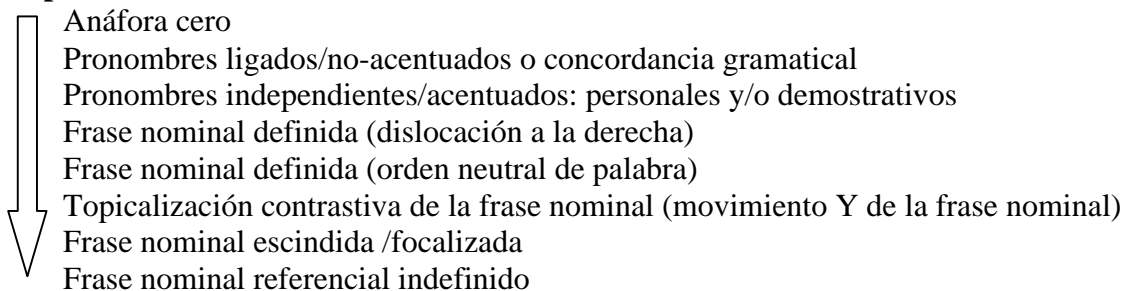 Anáfora cero
Pronombres ligados/no-acentuados o concordancia gramatical
Pronombres independientes/acentuados: personales y/o demostrativos
Frase nominal definida (dislocación a la derecha)
Frase nominal definida (orden neutral de palabra)
Topicalización contrastiva de la frase nominal (movimiento Y de la frase nominal)
Frase nominal escindida /focalizada
Frase nominal referencial indefinido